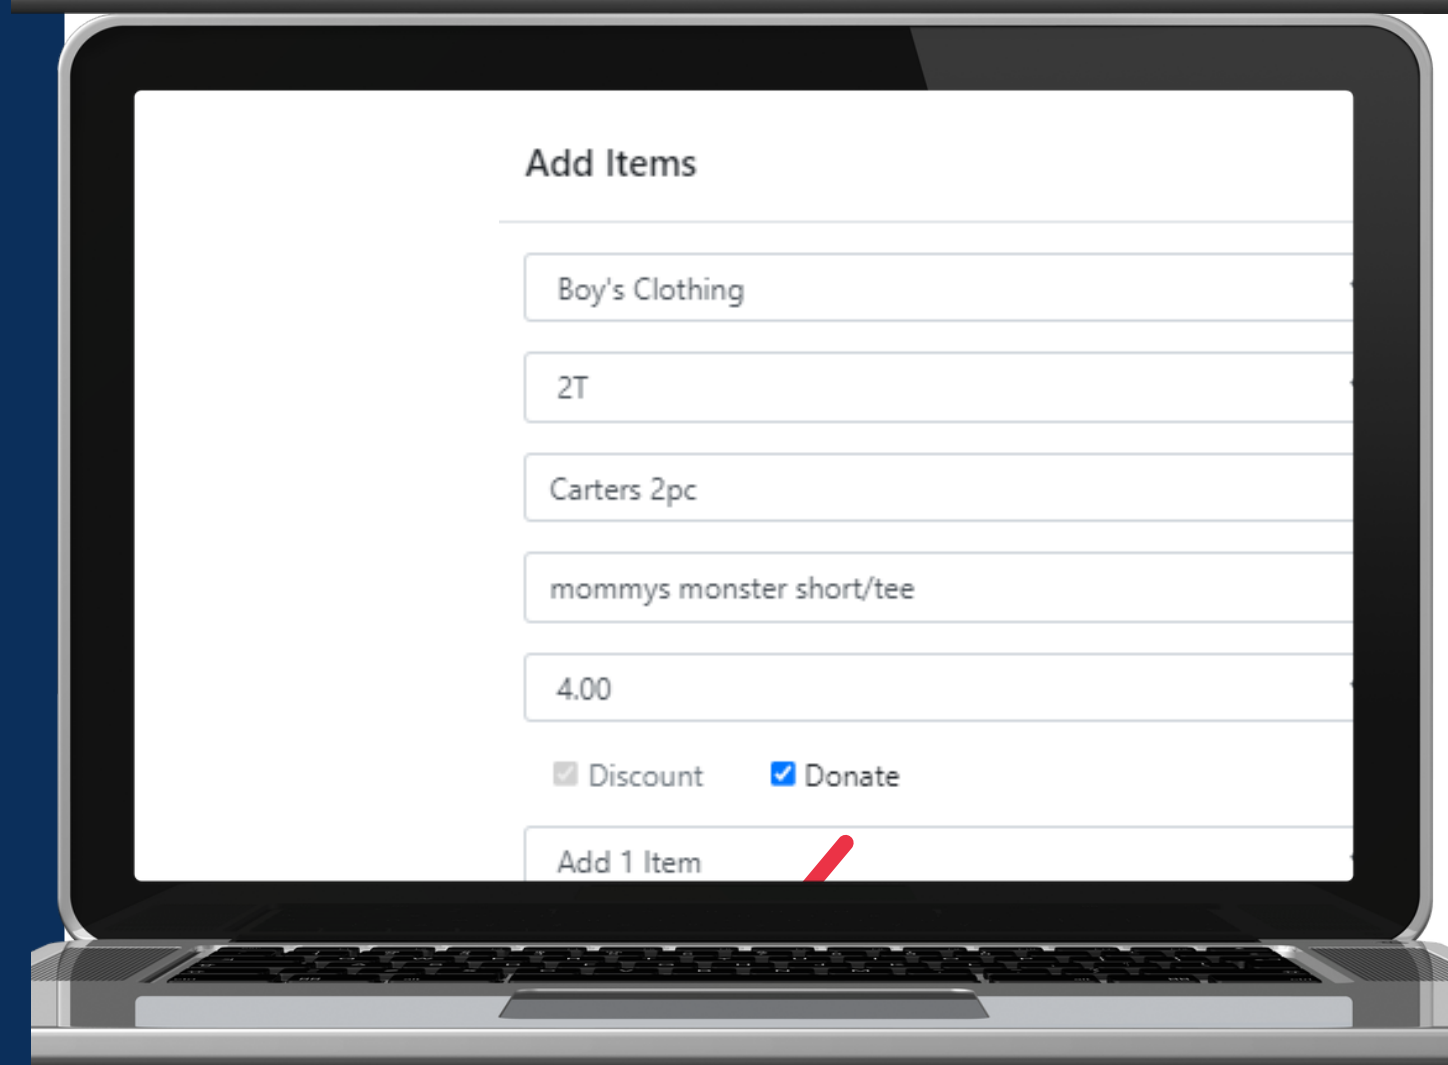 Add Items
Boy's Clothing
2T
Carters 2pc
mommys monster short/tee
4.00
Discount Donate
Add 1 Item